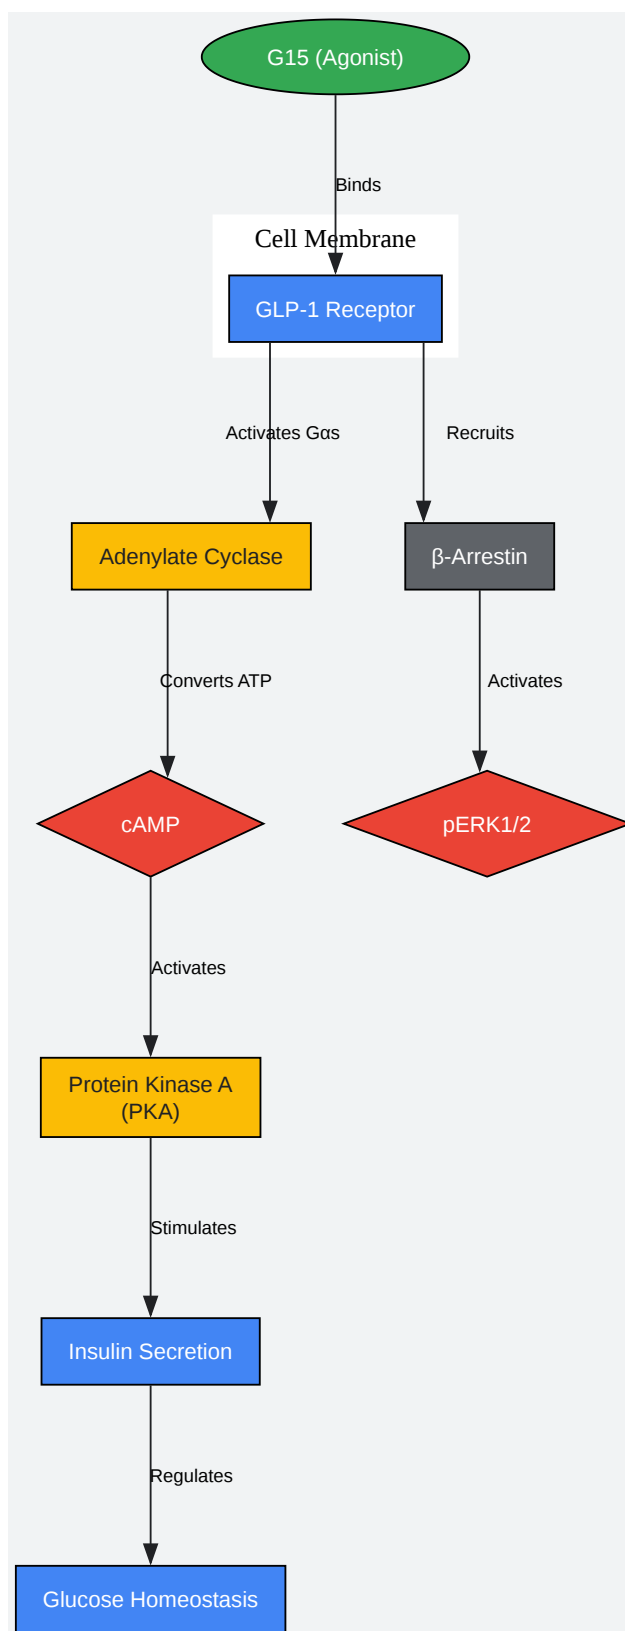 G15 (Agonist)
Binds
Cell Membrane
GLP-1 Receptor
Activates Gαs
Recruits
Adenylate Cyclase
β-Arrestin
Converts ATP
Activates
cAMP
pERK1/2
Activates
Protein Kinase A
(PKA)
Stimulates
Insulin Secretion
Regulates
Glucose Homeostasis